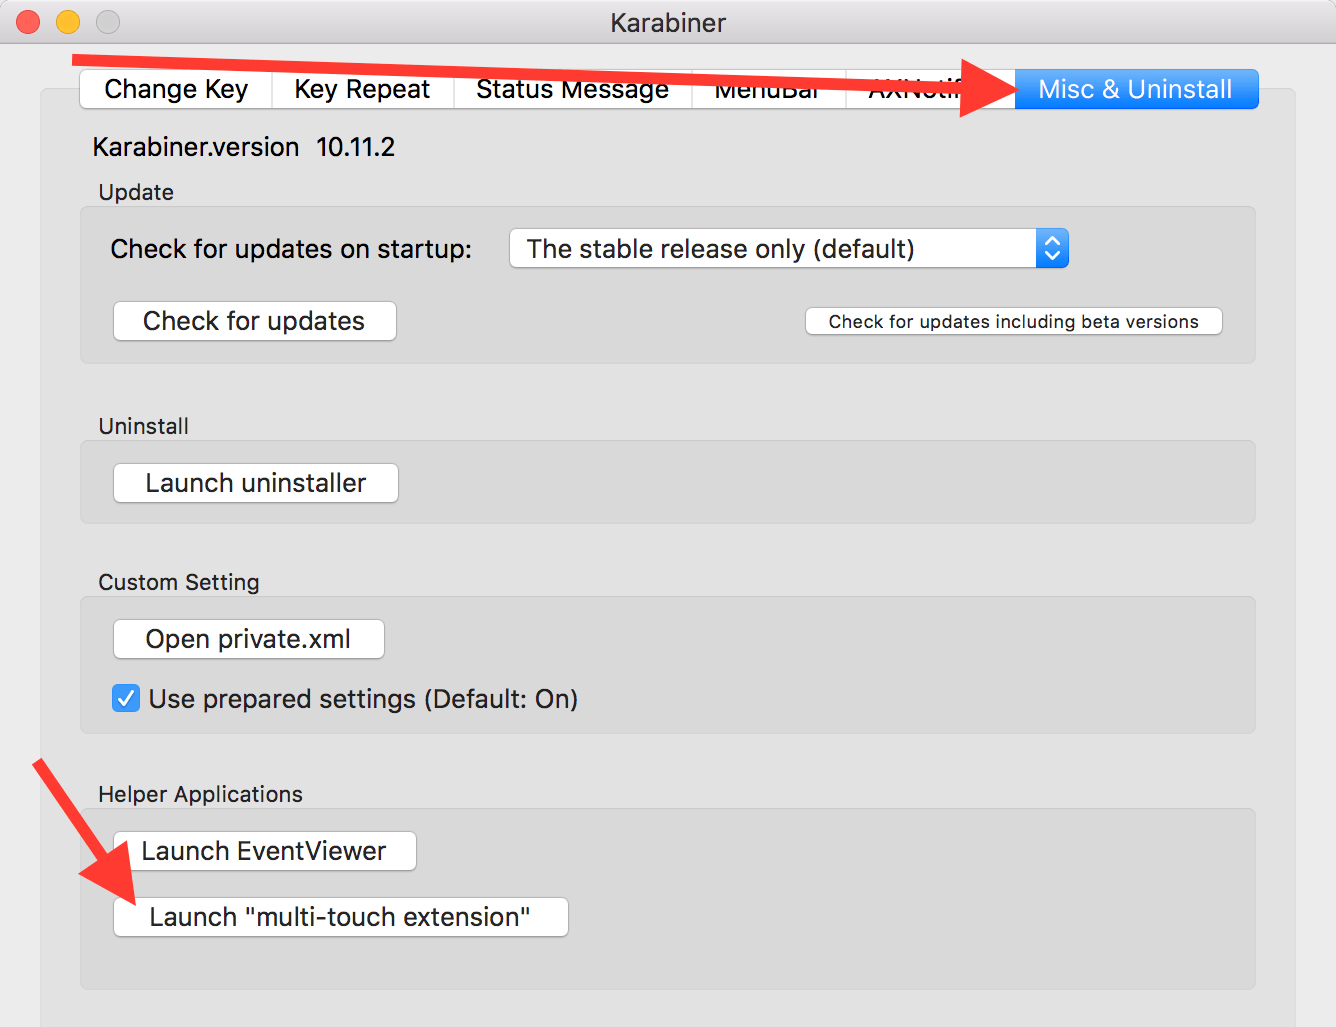 Karabiner
Change Key Key Repeat Status Message MenuBar Misc & Uninstall
Karabiner.version 10.11.2
Update
Check for updates on startup: The stable release only (default)
Check for updates Check for updates including beta versions
Uninstall
Launch uninstaller
Custom Setting
Open private.xml
Use prepared settings (Default: On)
Helper Applications
Launch EventViewer
Launch "multi-touch extension"